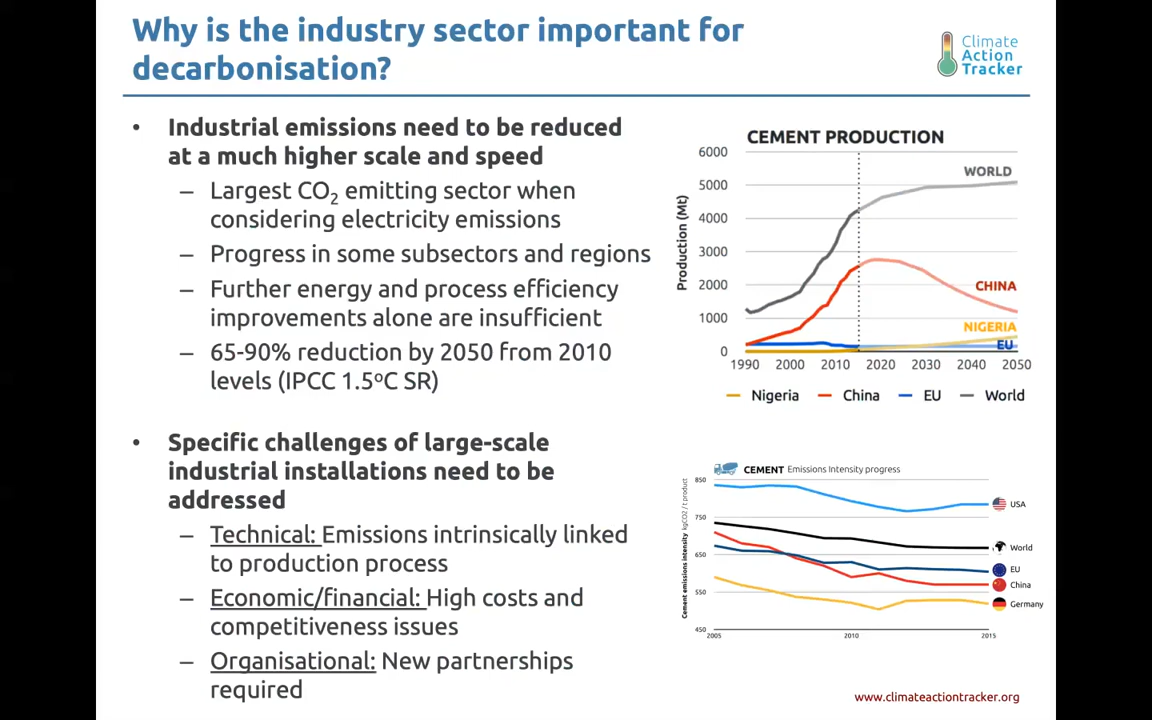 Why is the industry sector important for
decarbonisation?
Climate
Action
Tracker
• Industrial emissions need to be reduced
at a much higher scale and speed
– Largest CO₂ emitting sector when
considering electricity emissions
– Progress in some subsectors and regions
– Further energy and process efficiency
improvements alone are insufficient
– 65-90% reduction by 2050 from 2010
levels (IPCC 1.5ºC SR)
• Specific challenges of large-scale
industrial installations need to be
addressed
– Technical: Emissions intrinsically linked
to production process
– Economic/financial: High costs and
competitiveness issues
– Organisational: New partnerships
required
CEMENT PRODUCTION
Production (Mt)
6000
5000
4000
3000
2000
1000
0
WORLD
CHINA
NIGERIA
EU
1990 2000 2010 2020 2030 2040 2050
Nigeria China EU World
CEMENT Emissions Intensity progress
Cement emissions intensity kgCO2 / t product
850
750
650
550
450
USA
World
EU
China
Germany
2005 2010 2015
www.climateactiontracker.org